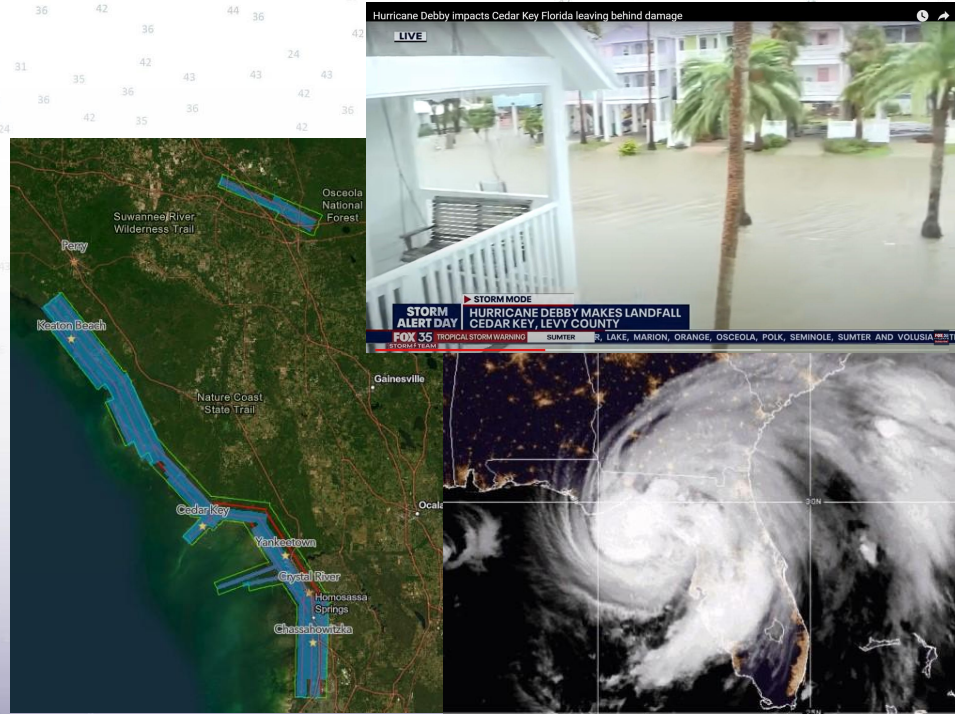 36
42
44
36
36
42
24
31
42
35
43
43
43
36
36
36
42
35
36
42
24
42
Hurricane Debby impacts Cedar Key Florida leaving behind damage
LIVE
STORM MODE
STORM
ALERT DAY
HURRICANE DEBBY MAKES LANDFALL
CEDAR KEY, LEVY COUNTY
FOX 35
STORM TEAM
TROPICAL STORM WARNING
SUMTER
R, LAKE, MARION, ORANGE, OSCEOLA, POLK, SEMINOLE, SUMTER AND VOLUSIA
Osceola
National
Forest
Suwannee River
Wilderness Trail
Perry
Keaton Beach
Gainesville
Nature Coast
State Trail
Ocala
Cedar Key
Yankeetown
Crystal River
Homosassa
Springs
Chassahowitzka
30N
25N